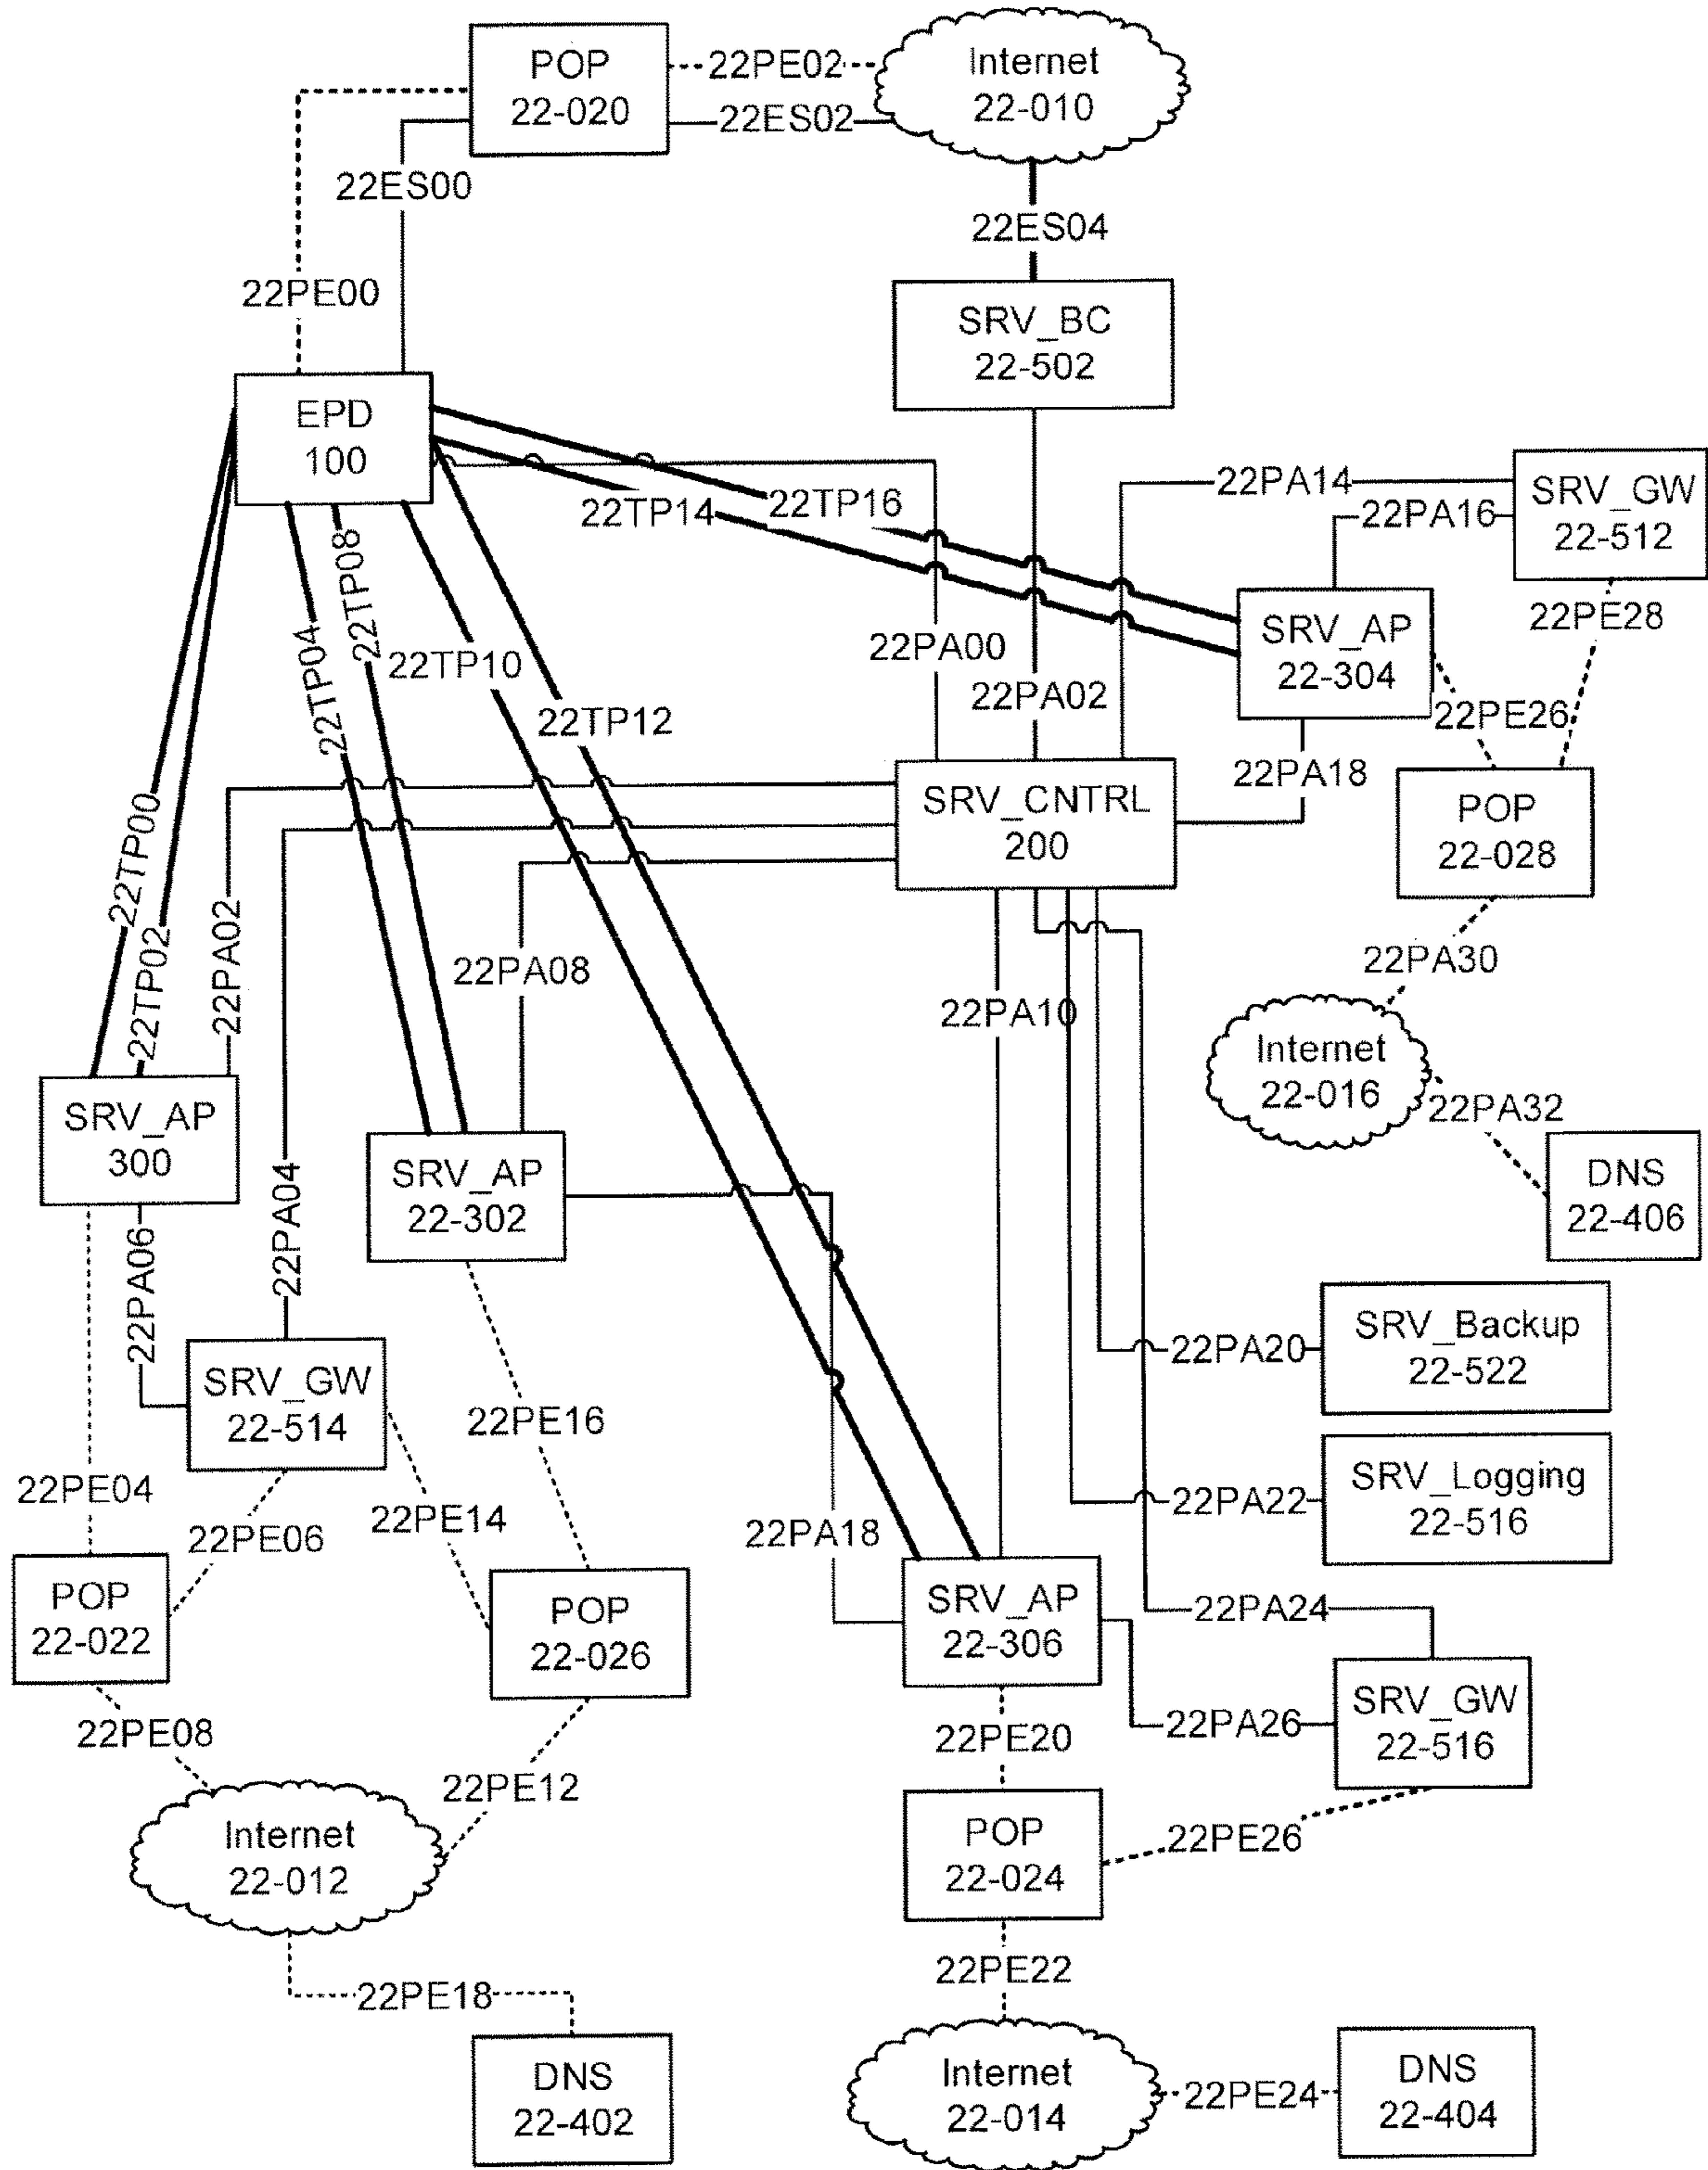 POP
22-020
22PE02
Internet
22-010
22ES02
22ES00
22ES04
22PE00
SRV_BC
22-502
EPD
100
22TP14
22TP16
22PA14
22PA16
SRV_GW
22-512
22TP08
22TP04
22TP10
22TP12
22PA00
22PA02
SRV_AP
22-304
22PE28
22PE26
22PA18
SRV_CNTRL
200
POP
22-028
22TP00
22TP02
22PA02
22PA08
22PA10
22PA30
Internet
22-016
22PA32
DNS
22-406
SRV_AP
300
22PA06
22PA04
SRV_AP
22-302
SRV_Backup
22-522
22PA20
SRV_GW
22-514
22PE16
22PE04
22PE06
22PE14
22PA18
22PA22
SRV_Logging
22-516
POP
22-022
POP
22-026
SRV_AP
22-306
22PA24
SRV_GW
22-516
22PA26
22PE08
22PE12
22PE20
Internet
22-012
POP
22-024
22PE26
22PE18
22PE22
DNS
22-402
Internet
22-014
22PE24
DNS
22-404